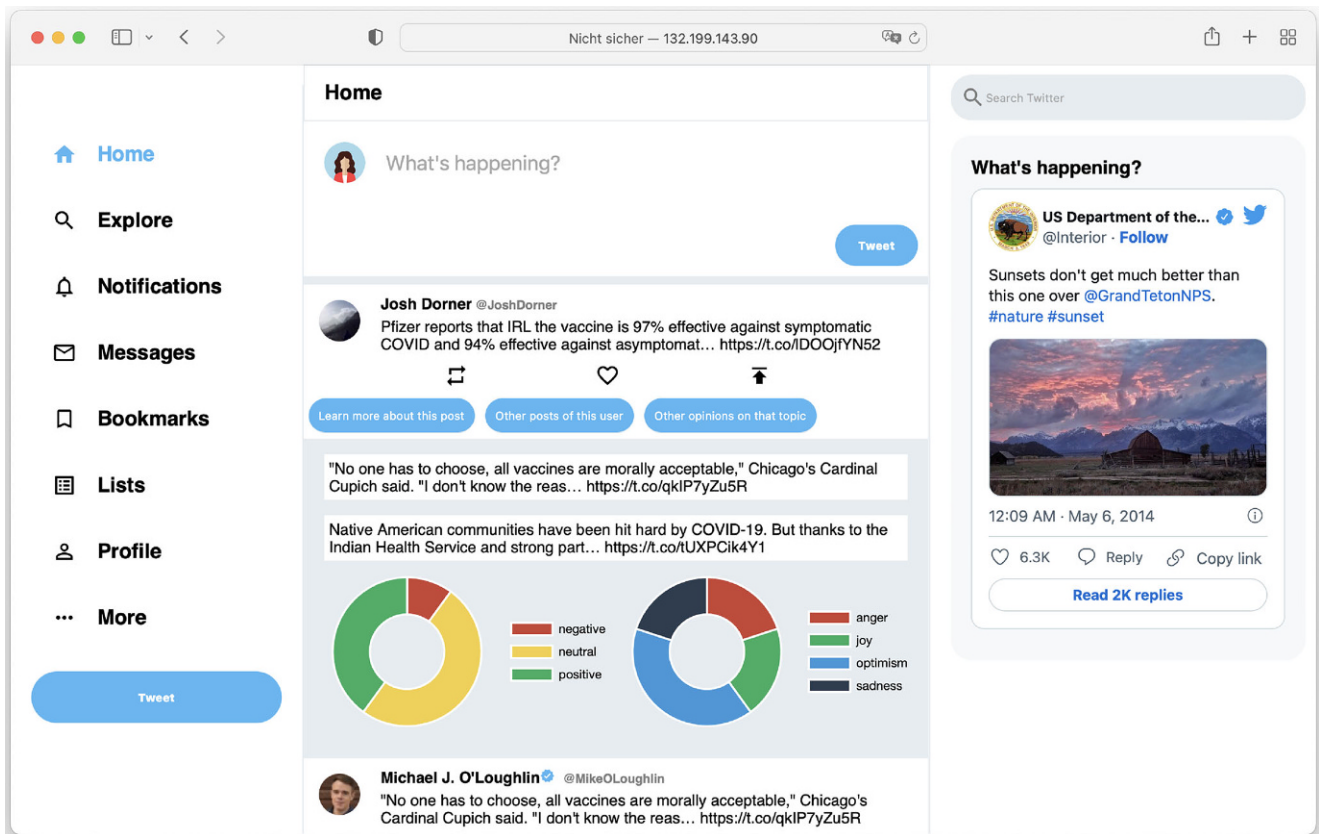 Nicht sicher — 132.199.143.90
Home
Explore
Notifications
Messages
Bookmarks
Lists
Profile
More
Tweet
Home
What's happening?
Tweet
Josh Dorner @JoshDorner
Pfizer reports that IRL the vaccine is 97% effective against symptomatic
COVID and 94% effective against asymptomat... https://t.co/lDOOjfYN52
Learn more about this post
Other posts of this user
Other opinions on that topic
"No one has to choose, all vaccines are morally acceptable," Chicago's Cardinal
Cupich said. "I don't know the reas... https://t.co/qklP7yZu5R
Native American communities have been hit hard by COVID-19. But thanks to the
Indian Health Service and strong part... https://t.co/tUXPCik4Y1
negative
neutral
positive
anger
joy
optimism
sadness
Michael J. O'Loughlin @MikeOLoughlin
"No one has to choose, all vaccines are morally acceptable," Chicago's
Cardinal Cupich said. "I don't know the reas... https://t.co/qklP7yZu5R
Search Twitter
What's happening?
US Department of the...
@Interior · Follow
Sunsets don't get much better than
this one over @GrandTetonNPS.
#nature #sunset
12:09 AM · May 6, 2014
6.3K Reply Copy link
Read 2K replies